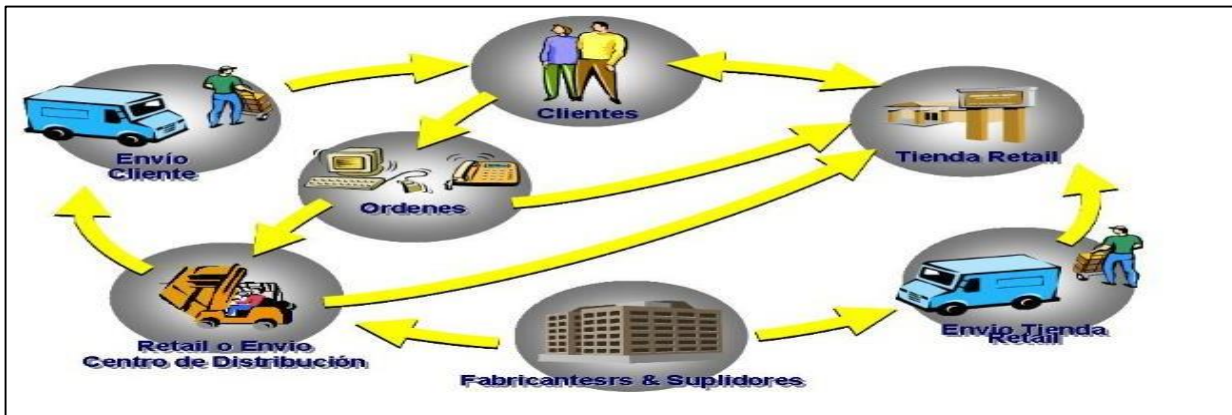 Clientes
Envío
Cliente
Tienda Retail
Ordenes
Retail o Envío
Centro de Distribución
Envío Tienda
Retail
Fabricantesrs & Suplidores